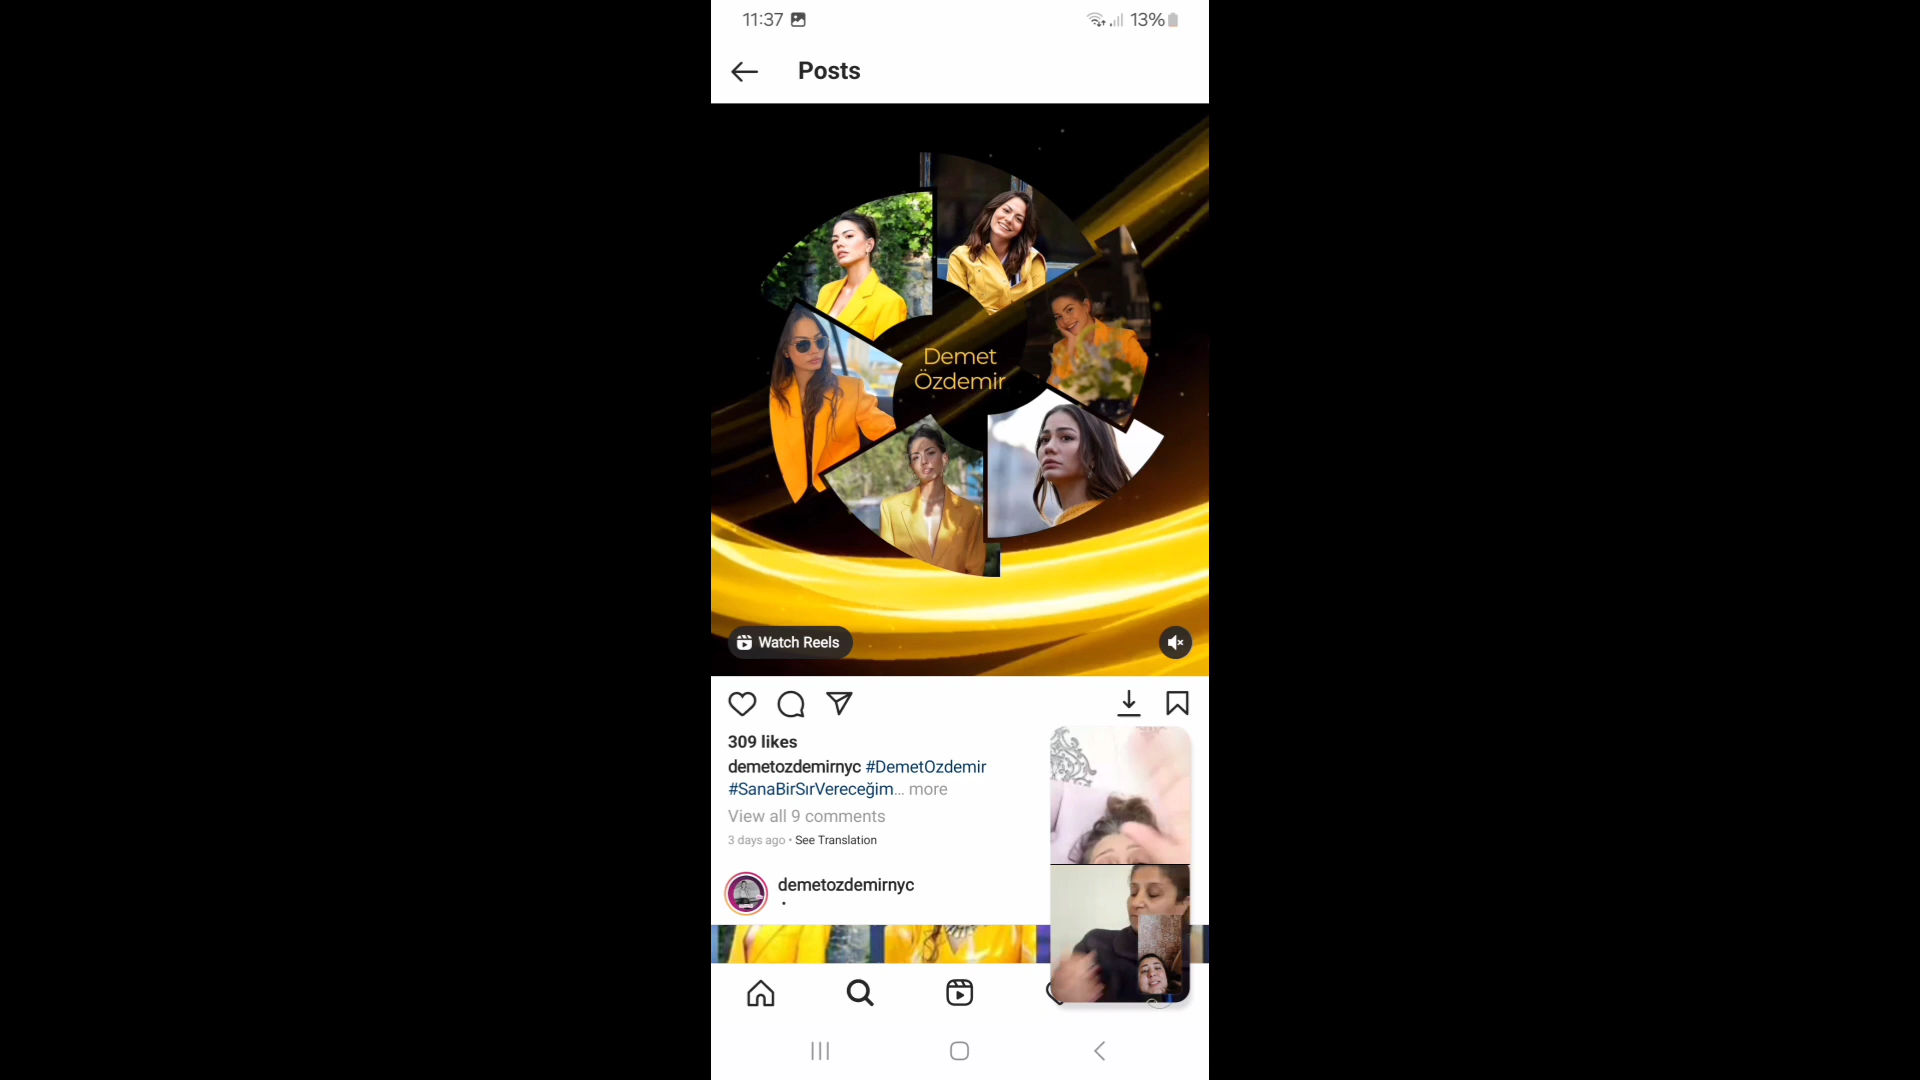 11:37
13%
Posts
Demet
Özdemir
Watch Reels
309 likes
demetozdemirnyc #DemetOzdemir
#SanaBirSırVereceğim... more
View all 9 comments
3 days ago • See Translation
demetozdemirnyc